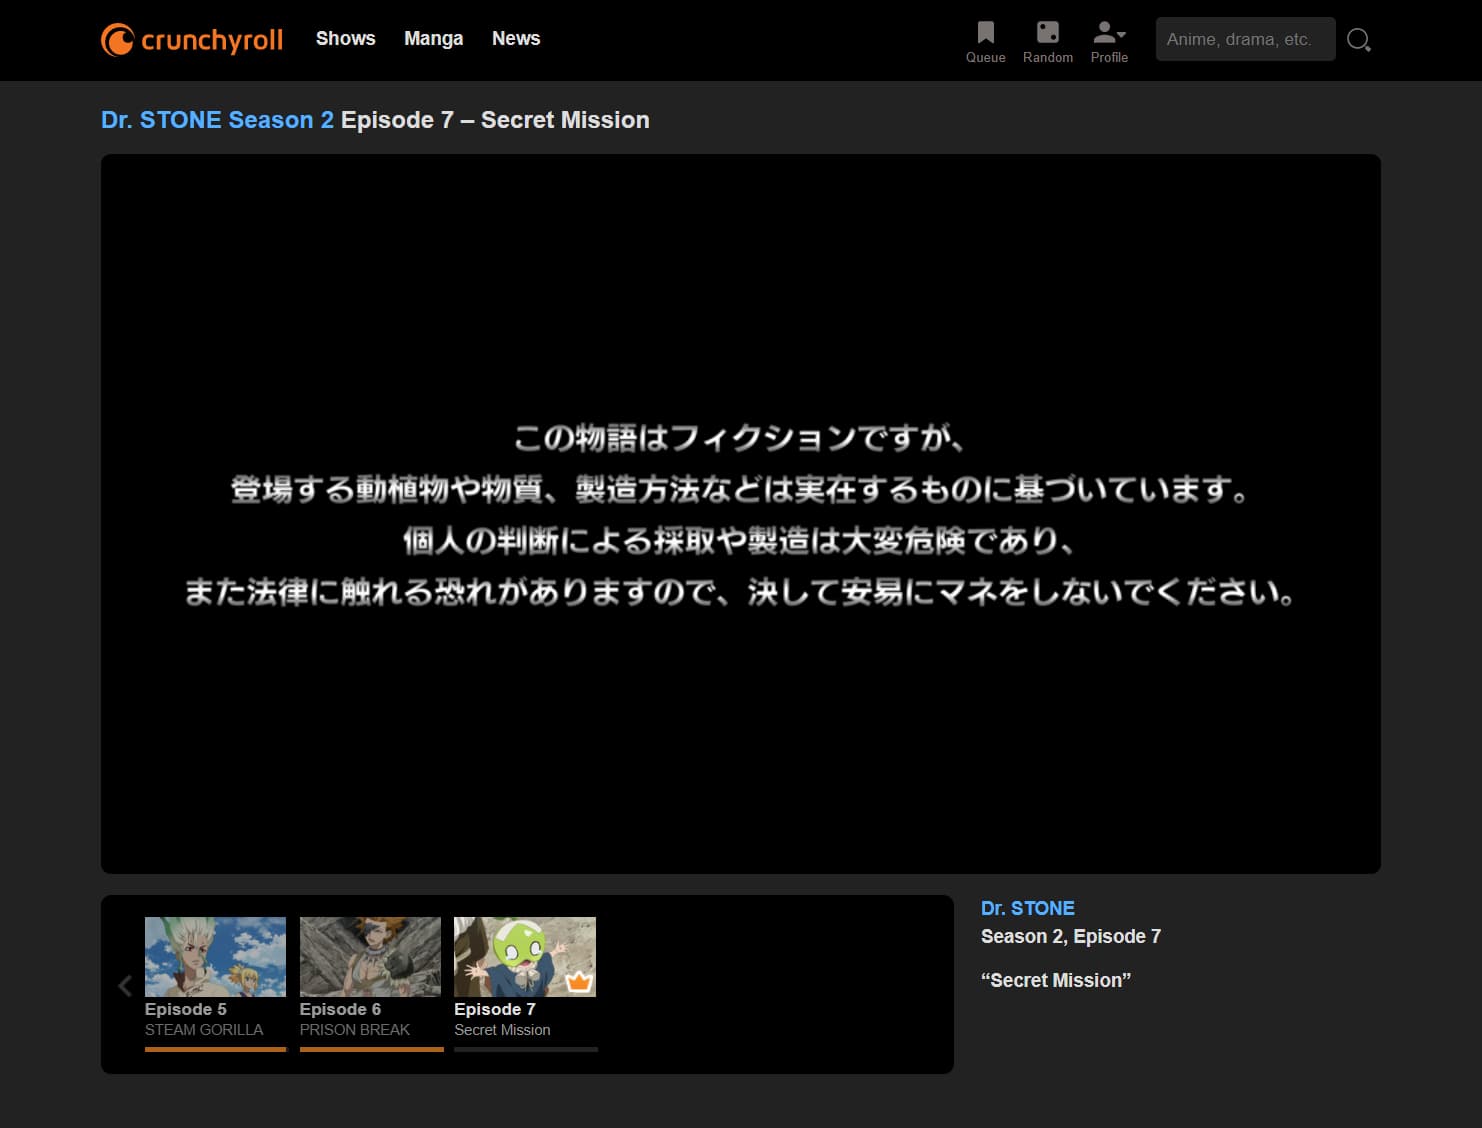 crunchyroll
Shows Manga News
Queue Random Profile
Anime, drama, etc.
Dr. STONE Season 2 Episode 7 – Secret Mission
この物語はフィクションですが、
登場する動植物や物質、製造方法などは実在するものに基づいています。
個人の判断による採取や製造は大変危険であり、
また法律に触れる恐れがありますので、決して安易にマネをしないでください。
Episode 5
STEAM GORILLA
Episode 6
PRISON BREAK
Episode 7
Secret Mission
Dr. STONE
Season 2, Episode 7
“Secret Mission”